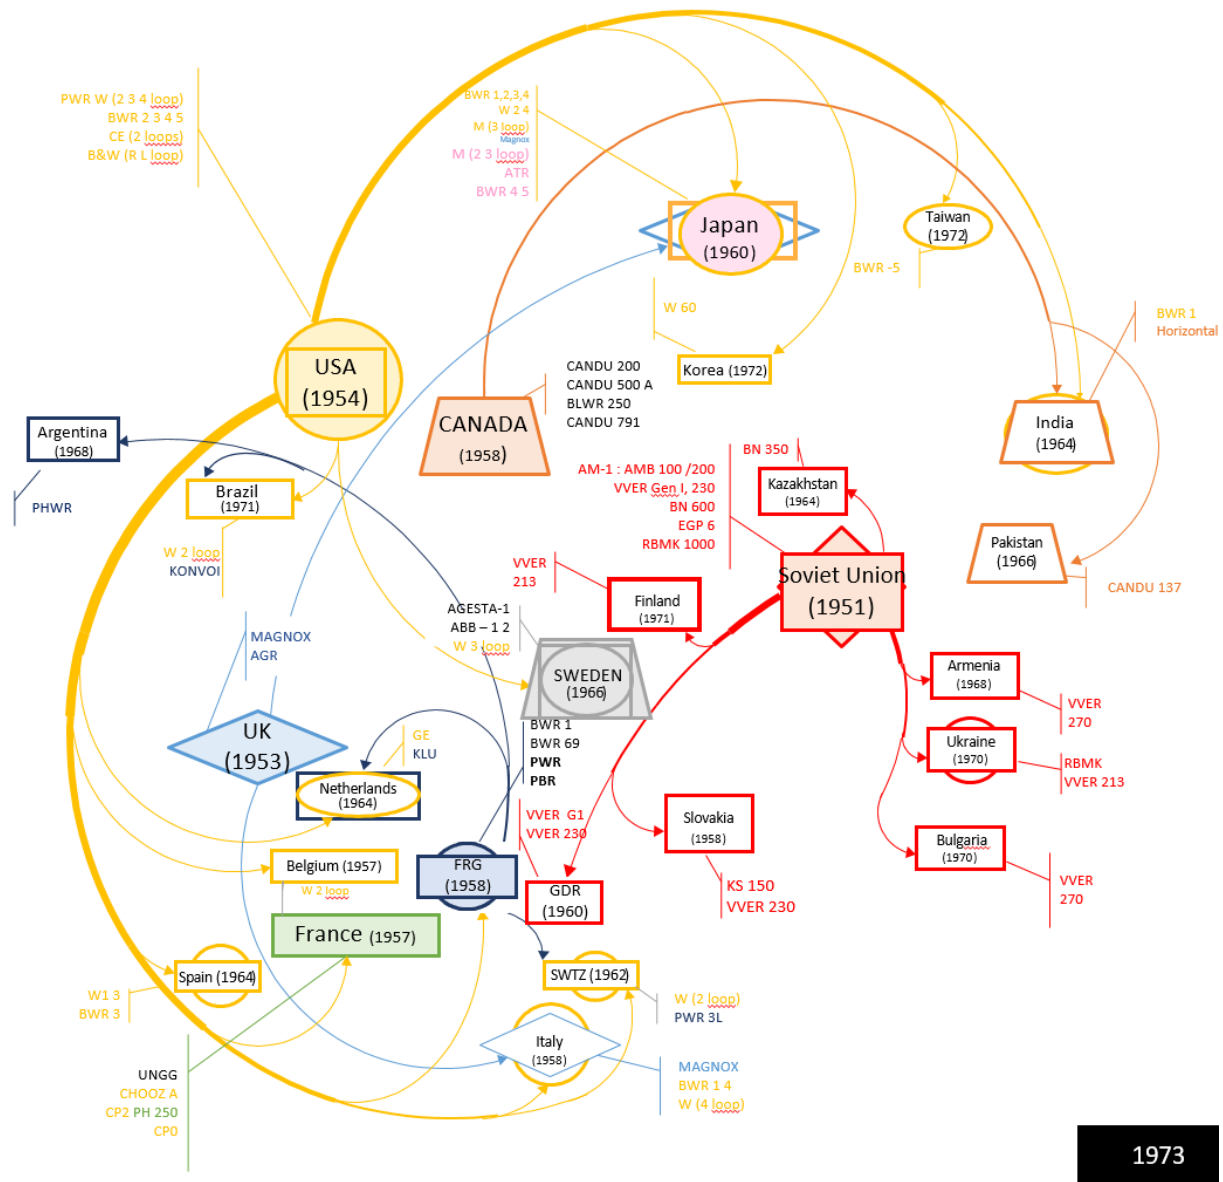 PWR W (2 3 4 loop)
BWR 2 3 4 5
CE (2 loops)
B&W (R L loop)
BWR 1,2,3,4
W 2 4
M (3 loop)
Magnox
M (2 3 loop)
ATR
BWR 4 5
Japan
(1960)
Taiwan
(1972)
BWR -5
W 60
Korea (1972)
BWR 1
Horizontal
USA
(1954)
CANDU 200
CANDU 500 A
BLWR 250
CANDU 791
CANADA
(1958)
India
(1964)
Argentina
(1968)
PHWR
Brazil
(1971)
W 2 loop
KONVOI
BN 350
AM-1 : AMB 100 /200
VVER Gen I, 230
BN 600
EGP 6
RBMK 1000
Kazakhstan
(1964)
Soviet Union
(1951)
Pakistan
(1966)
CANDU 137
VVER
213
Finland
(1971)
AGESTA-1
ABB – 1 2
W 3 loop
SWEDEN
(1966)
MAGNOX
AGR
UK
(1953)
Armenia
(1968)
VVER
270
Ukraine
(1970)
RBMK
VVER 213
GE
KLU
Netherlands
(1964)
BWR 1
BWR 69
PWR
PBR
VVER G1
VVER 230
Slovakia
(1958)
KS 150
VVER 230
Bulgaria
(1970)
VVER
270
Belgium (1957)
W 2 loop
FRG
(1958)
GDR
(1960)
France (1957)
Spain (1964)
W1 3
BWR 3
SWTZ (1962)
W (2 loop)
PWR 3L
Italy
(1958)
MAGNOX
BWR 1 4
W (4 loop)
UNGG
CHOOZ A
CP2 PH 250
CP0
1973